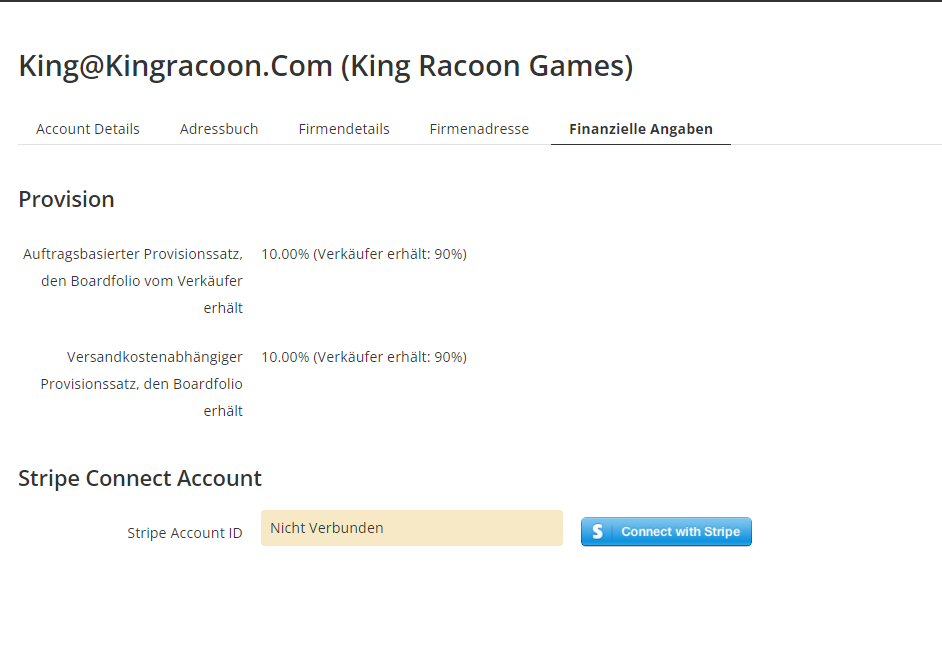 King@Kingracoon.Com (King Racoon Games)
Account Details Adressbuch Firmendetails Firmenadresse Finanzielle Angaben
Provision
Auftragsbasierter Provisionssatz,
den Boardfolio vom Verkäufer
erhält
10.00% (Verkäufer erhält: 90%)
Versandkostenabhängiger
Provisionssatz, den Boardfolio
erhält
10.00% (Verkäufer erhält: 90%)
Stripe Connect Account
Stripe Account ID Nicht Verbunden S Connect with Stripe